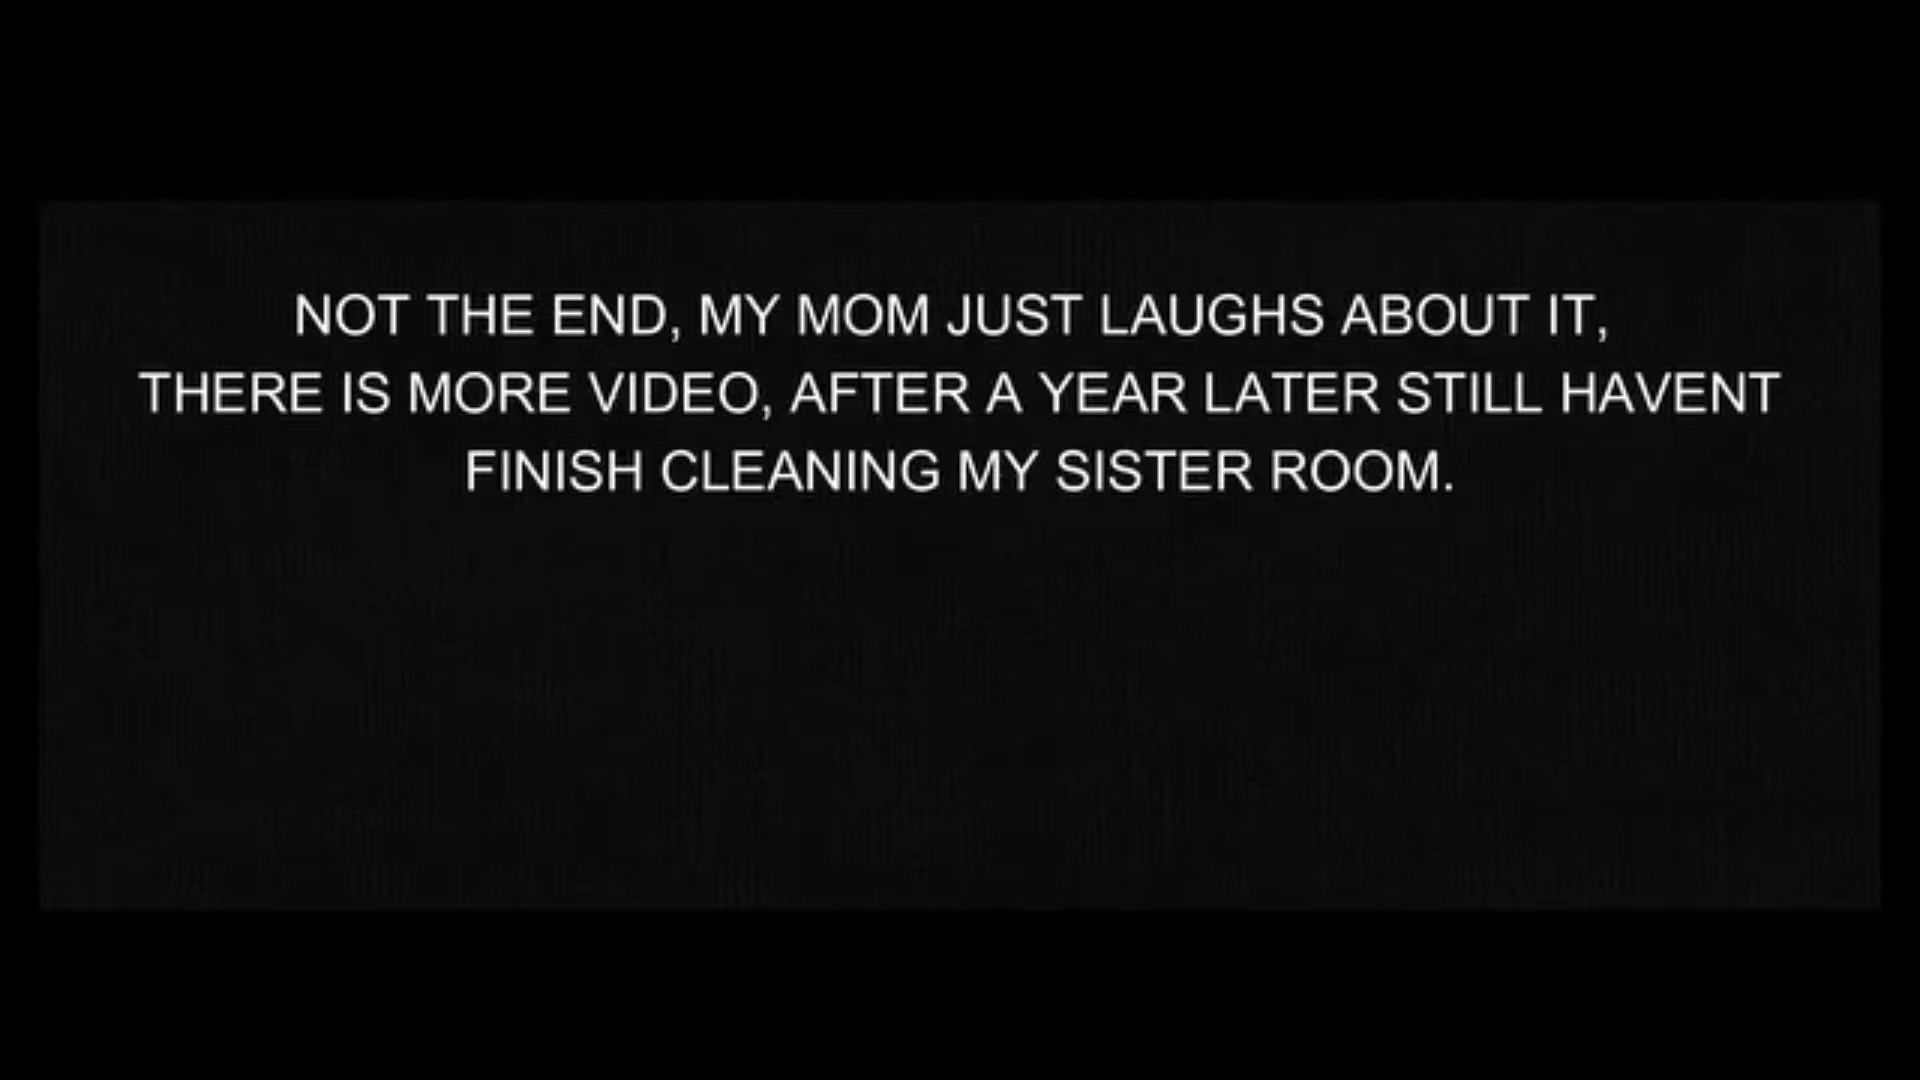 NOT THE END, MY MOM JUST LAUGHS ABOUT IT,
THERE IS MORE VIDEO, AFTER A YEAR LATER STILL HAVENT
FINISH CLEANING MY SISTER ROOM.